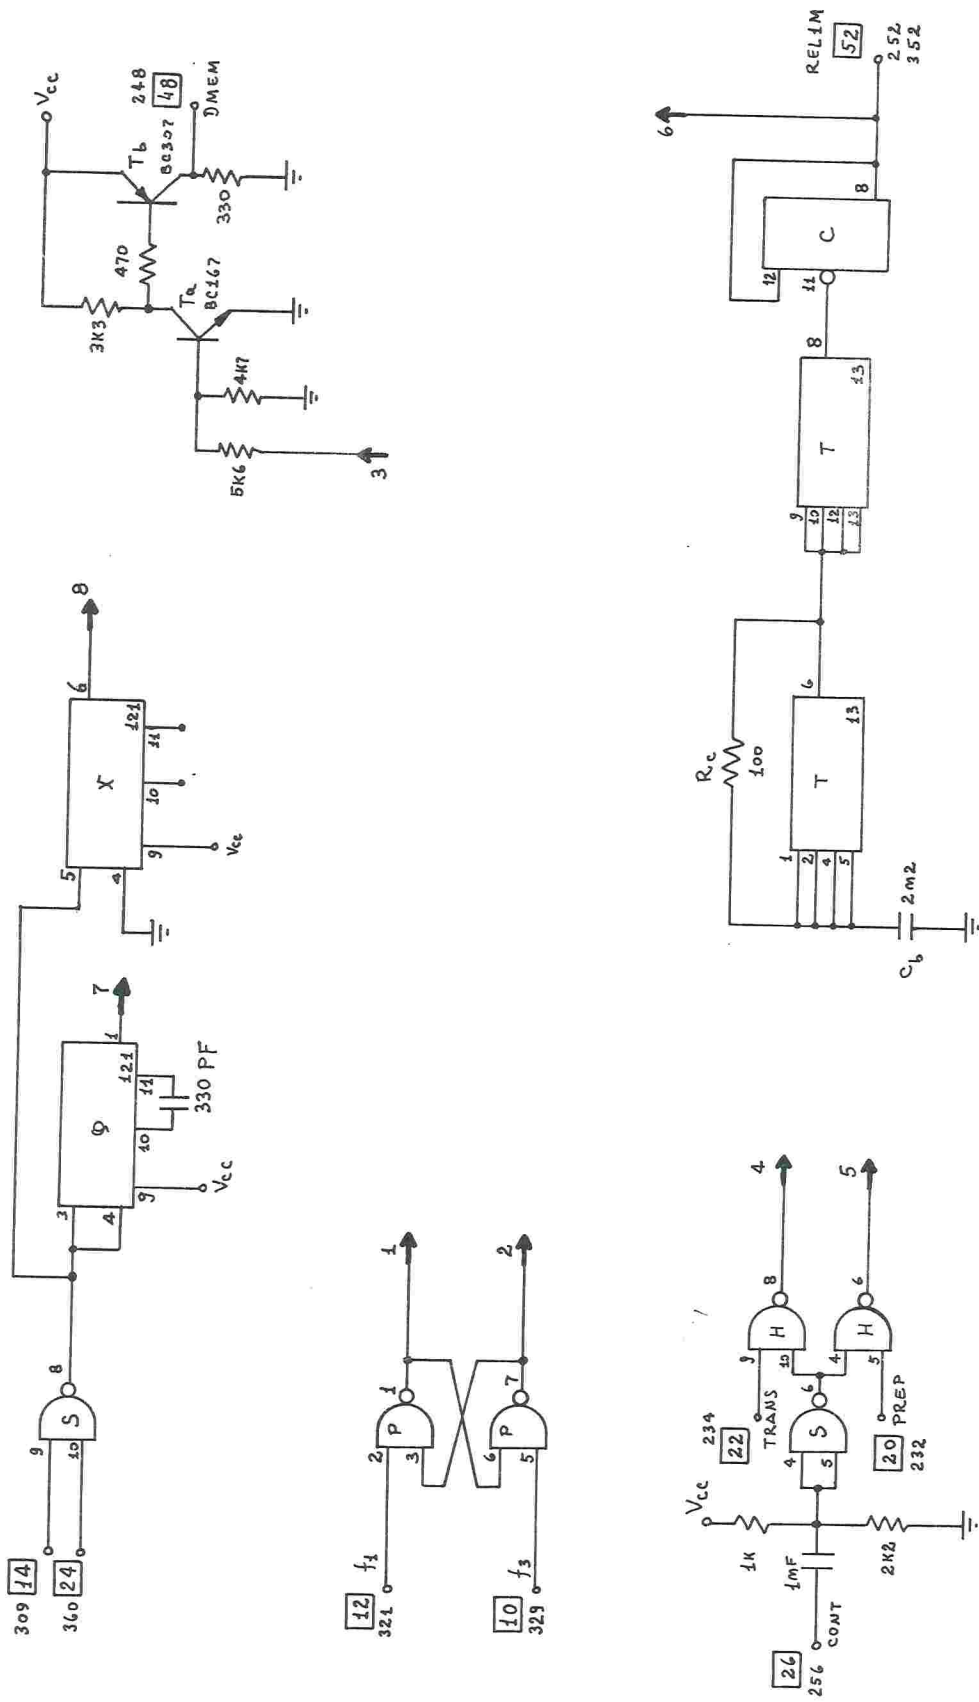 309 14
360 24
9
10
S
8
3
4
φ
121
1
9
10
11
Vcc
330 PF
7
5
4
X
121
6
9
10
11
Vcc
8
3
5K6
4K7
3K3
Ta
BC167
470
Tb
BC307
Vcc
248
48
DMEM
330
12
321
f1
2
3
P
1
1
10
329
f3
6
5
P
7
2
26
256
CONT
1MF
Vcc
1K
2K2
4
5
S
6
234
22
TRANS
9
10
H
8
4
20
232
PREP
4
5
H
6
5
Cb
2m2
1
2
4
5
T
13
6
Rc
100
9
10
12
13
T
13
8
11
12
C
8
6
REL1M
52
252
352